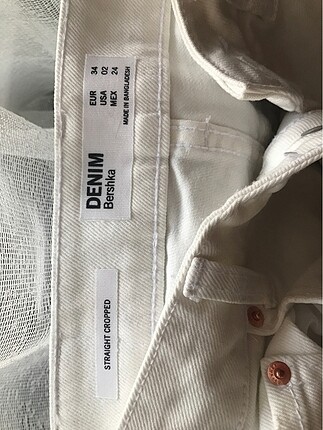 DENIM
Bershka
EUR 34
USA 02
MEX 24
MADE IN BANGLADESH
STRAIGHT CROPPED